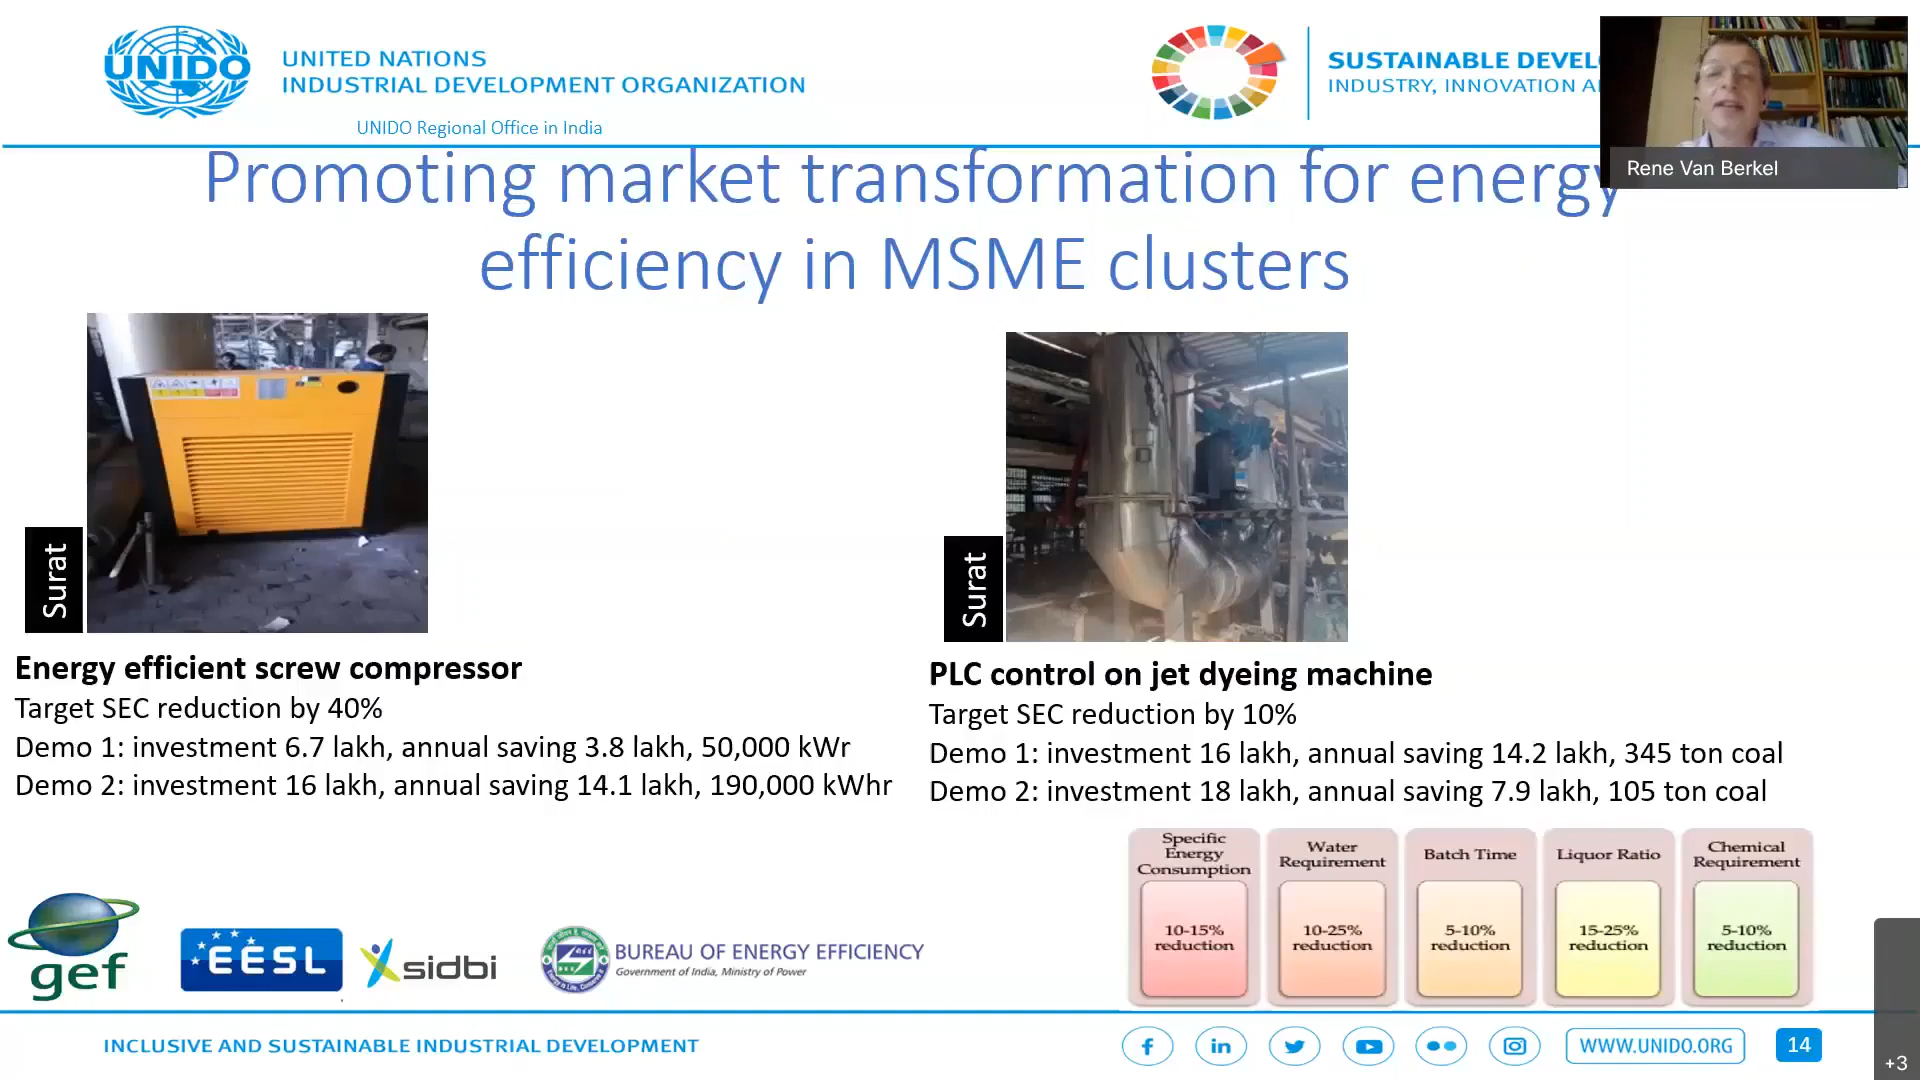 UNIDO
UNITED NATIONS
INDUSTRIAL DEVELOPMENT ORGANIZATION
UNIDO Regional Office in India
SUSTAINABLE DEVEL
INDUSTRY, INNOVATION A
Rene Van Berkel
Promoting market transformation for energy
efficiency in MSME clusters
Surat
Surat
Energy efficient screw compressor
Target SEC reduction by 40%
Demo 1: investment 6.7 lakh, annual saving 3.8 lakh, 50,000 kWr
Demo 2: investment 16 lakh, annual saving 14.1 lakh, 190,000 kWhr
PLC control on jet dyeing machine
Target SEC reduction by 10%
Demo 1: investment 16 lakh, annual saving 14.2 lakh, 345 ton coal
Demo 2: investment 18 lakh, annual saving 7.9 lakh, 105 ton coal
Specific
Energy
Consumption
10-15%
reduction
Water
Requirement
10-25%
reduction
Batch Time
5-10%
reduction
Liquor Ratio
15-25%
reduction
Chemical
Requirement
5-10%
reduction
gef
EESL
sidbi
BUREAU OF ENERGY EFFICIENCY
Government of India, Ministry of Power
INCLUSIVE AND SUSTAINABLE INDUSTRIAL DEVELOPMENT
WWW.UNIDO.ORG
14
+3